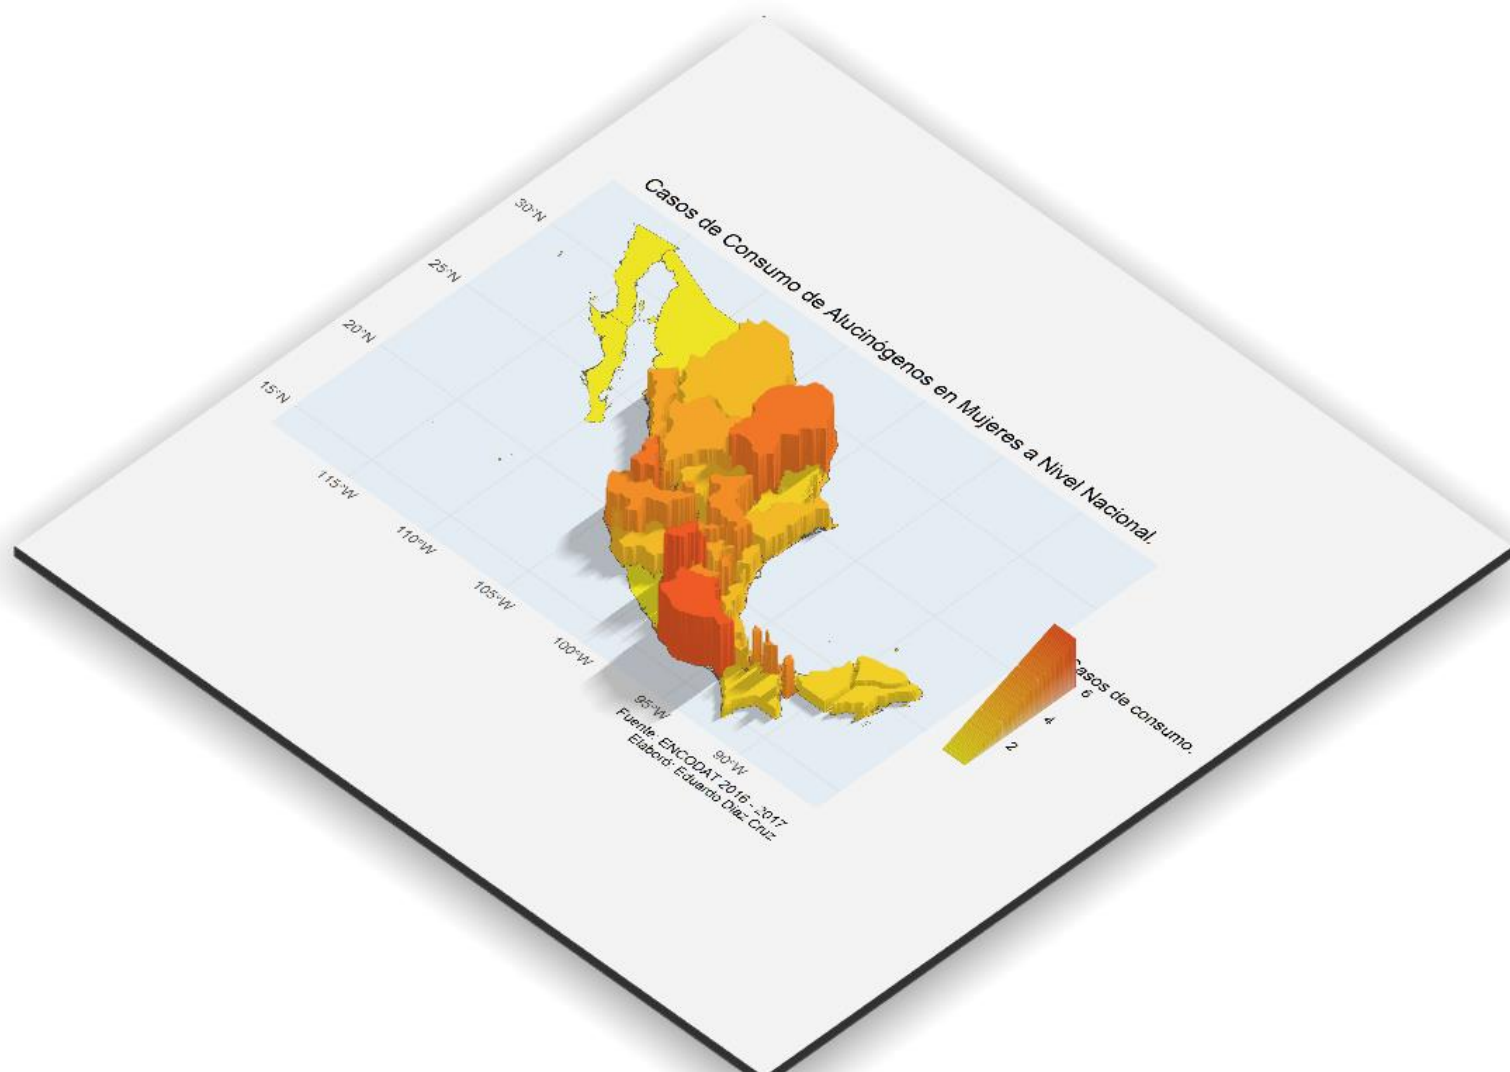 Casos de Consumo de Alucinógenos en Mujeres a Nivel Nacional.
30°N
25°N
20°N
15°N
115°W
110°W
105°W
100°W
95°W
90°W
Casos de consumo.
6
4
2
Fuente: ENCODAT 2016 - 2017
Elaboró: Eduardo Díaz Cruz